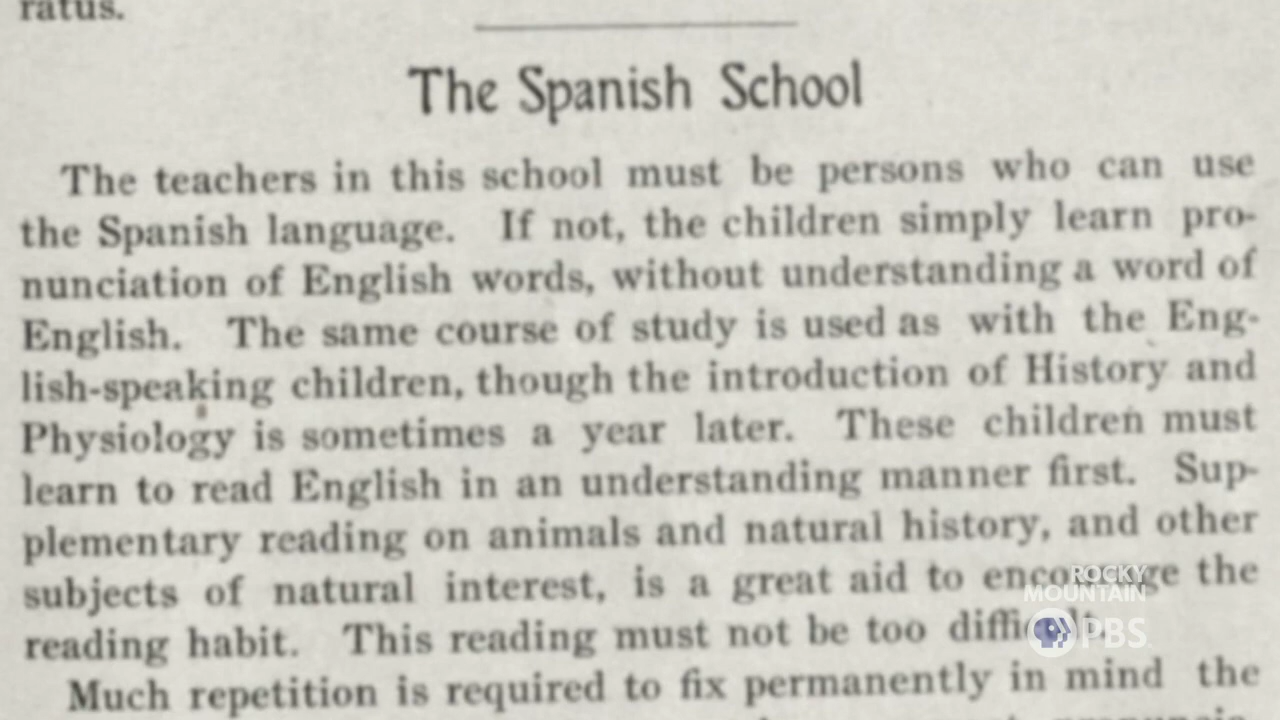 ratus.
The Spanish School
The teachers in this school must be persons who can use
the Spanish language. If not, the children simply learn pro-
nunciation of English words, without understanding a word of
English. The same course of study is used as with the Eng-
lish-speaking children, though the introduction of History and
Physiology is sometimes a year later. These children must
learn to read English in an understanding manner first. Sup-
plementary reading on animals and natural history, and other
subjects of natural interest, is a great aid to encourage the
reading habit. This reading must not be too difficult.
Much repetition is required to fix permanently in mind the
ROCKY
MOUNTAIN
PBS